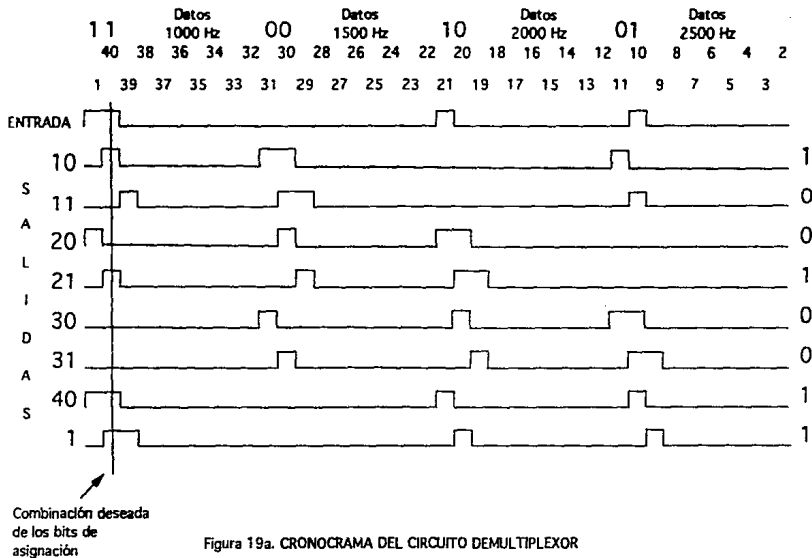 Datos Datos Datos Datos
11 1000 Hz 00 1500 Hz 10 2000 Hz 01 2500 Hz
40 38 36 34 32 30 28 26 24 22 20 18 16 14 12 10 8 6 4 2
1 39 37 35 33 31 29 27 25 23 21 19 17 15 13 11 9 7 5 3
ENTRADA
10 1
11 0
20 0
21 1
30 0
31 0
40 1
1 1
SALIDAS
Combinación deseada
de los bits de
asignación
Figura 19a. CRONOCRAMA DEL CIRCUITO DEMULTIPLEXOR